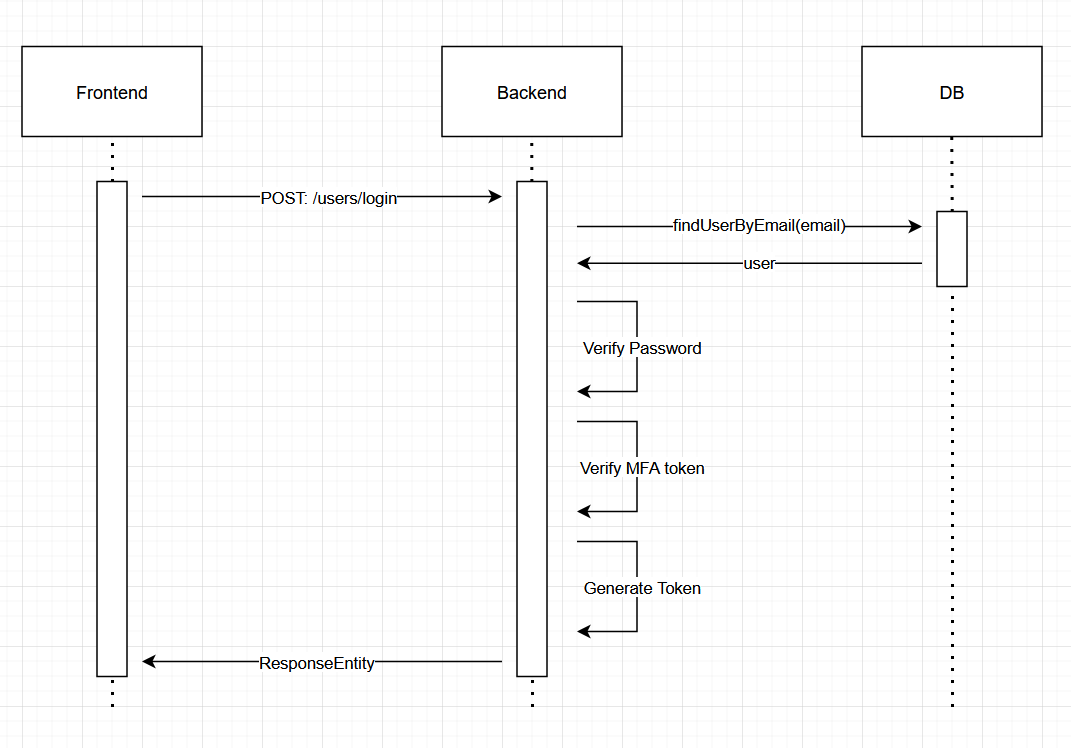 Frontend
Backend
DB
POST: /users/login
findUserByEmail(email)
user
Verify Password
Verify MFA token
Generate Token
ResponseEntity